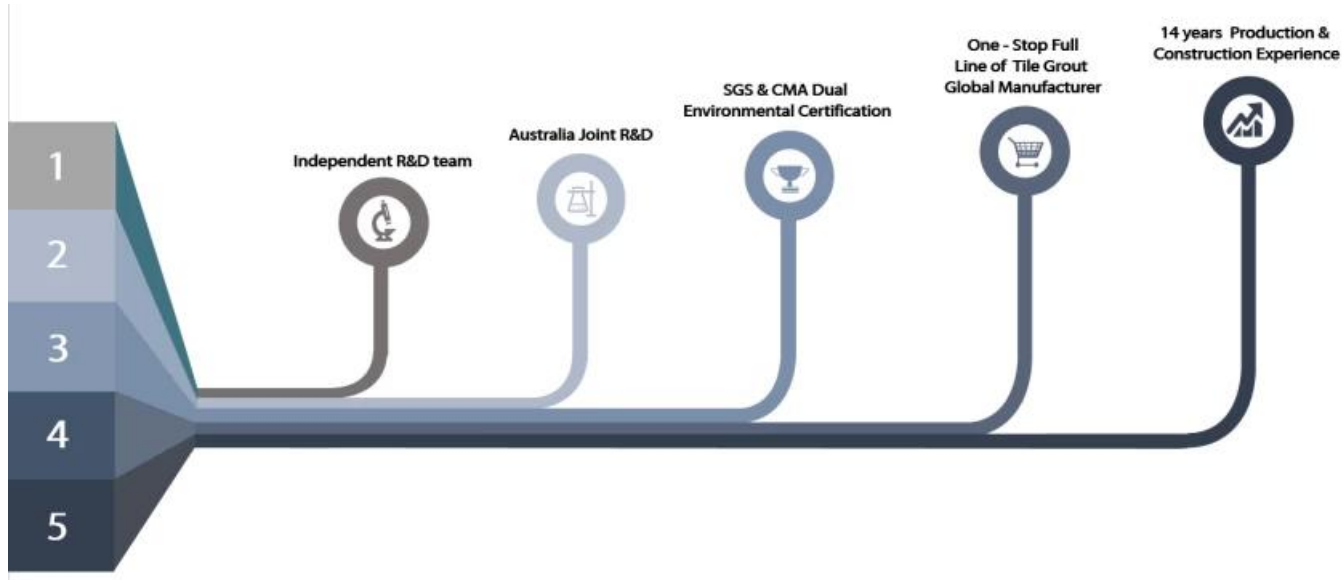 1
2
3
4
5
Independent R&D team
Australia Joint R&D
SGS & CMA Dual
Environmental Certification
One - Stop Full
Line of Tile Grout
Global Manufacturer
14 years Production &
Construction Experience